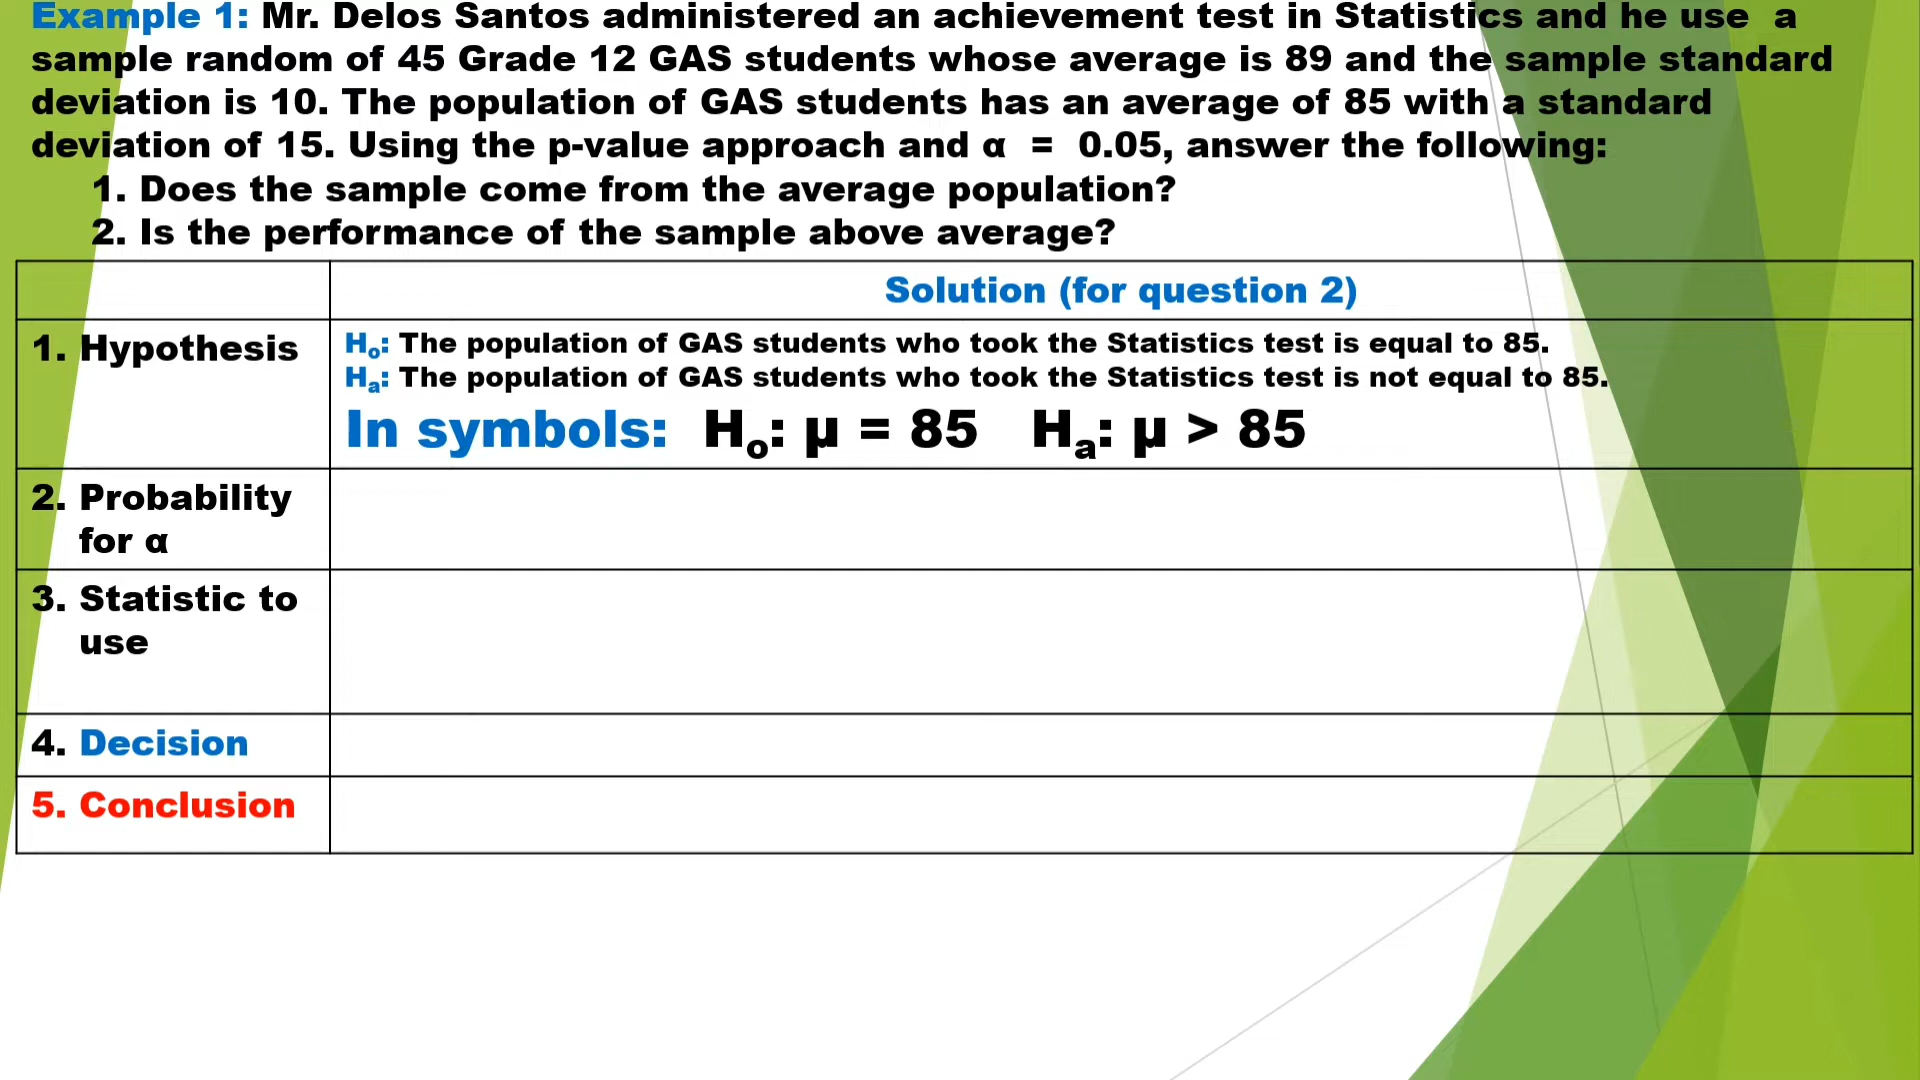 Example 1: Mr. Delos Santos administered an achievement test in Statistics and he use a
sample random of 45 Grade 12 GAS students whose average is 89 and the sample standard
deviation is 10. The population of GAS students has an average of 85 with a standard
deviation of 15. Using the p-value approach and α = 0.05, answer the following:
1. Does the sample come from the average population?
2. Is the performance of the sample above average?
Solution (for question 2)
1. Hypothesis
Ho: The population of GAS students who took the Statistics test is equal to 85.
Ha: The population of GAS students who took the Statistics test is not equal to 85.
In symbols: Ho: μ = 85 Ha: μ > 85
2. Probability
for α
3. Statistic to
use
4. Decision
5. Conclusion